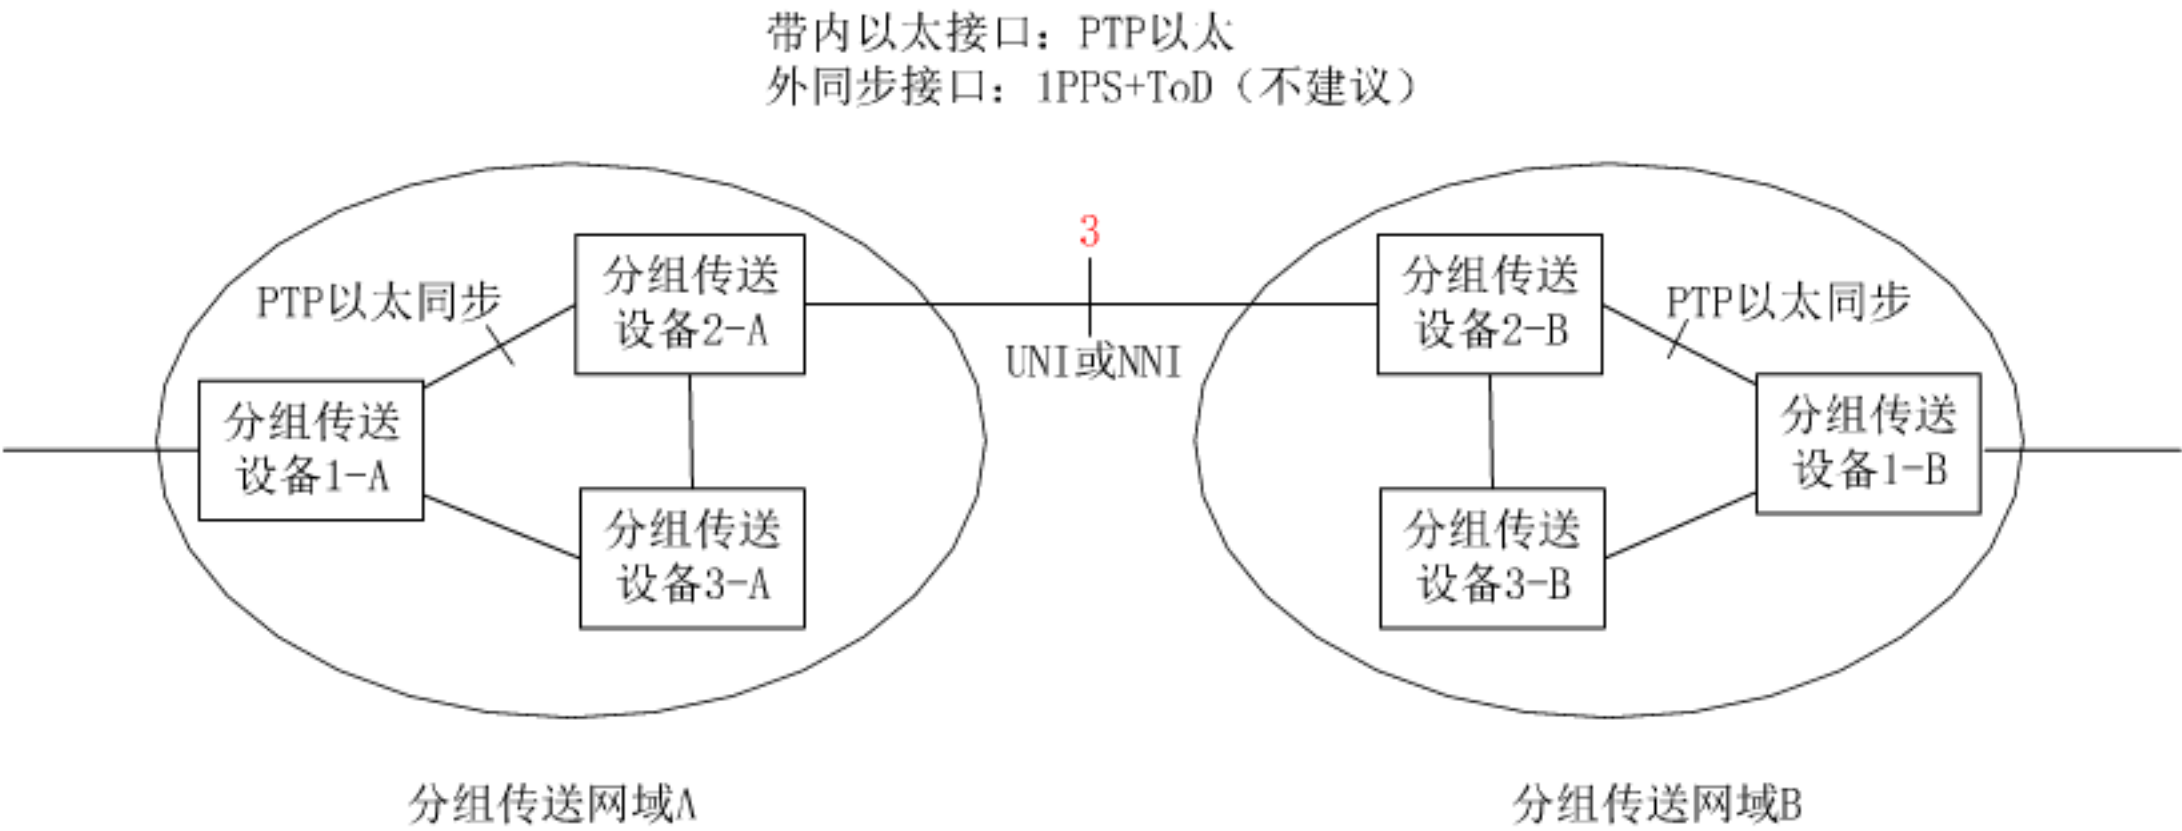 带内以太接口：PTP以太
外同步接口：1PPS+ToD（不建议）
3
UNI或NNI
PTP以太同步
分组传送
设备2-A
分组传送
设备1-A
分组传送
设备3-A
分组传送
设备2-B
PTP以太同步
分组传送
设备1-B
分组传送
设备3-B
分组传送网域A
分组传送网域B